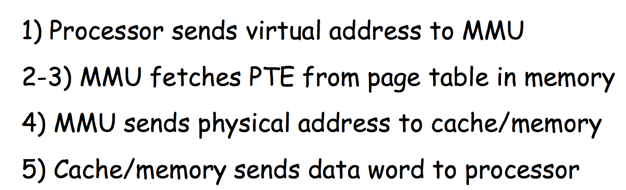 1) Processor sends virtual address to MMU
2-3) MMU fetches PTE from page table in memory
4) MMU sends physical address to cache/memory
5) Cache/memory sends data word to processor